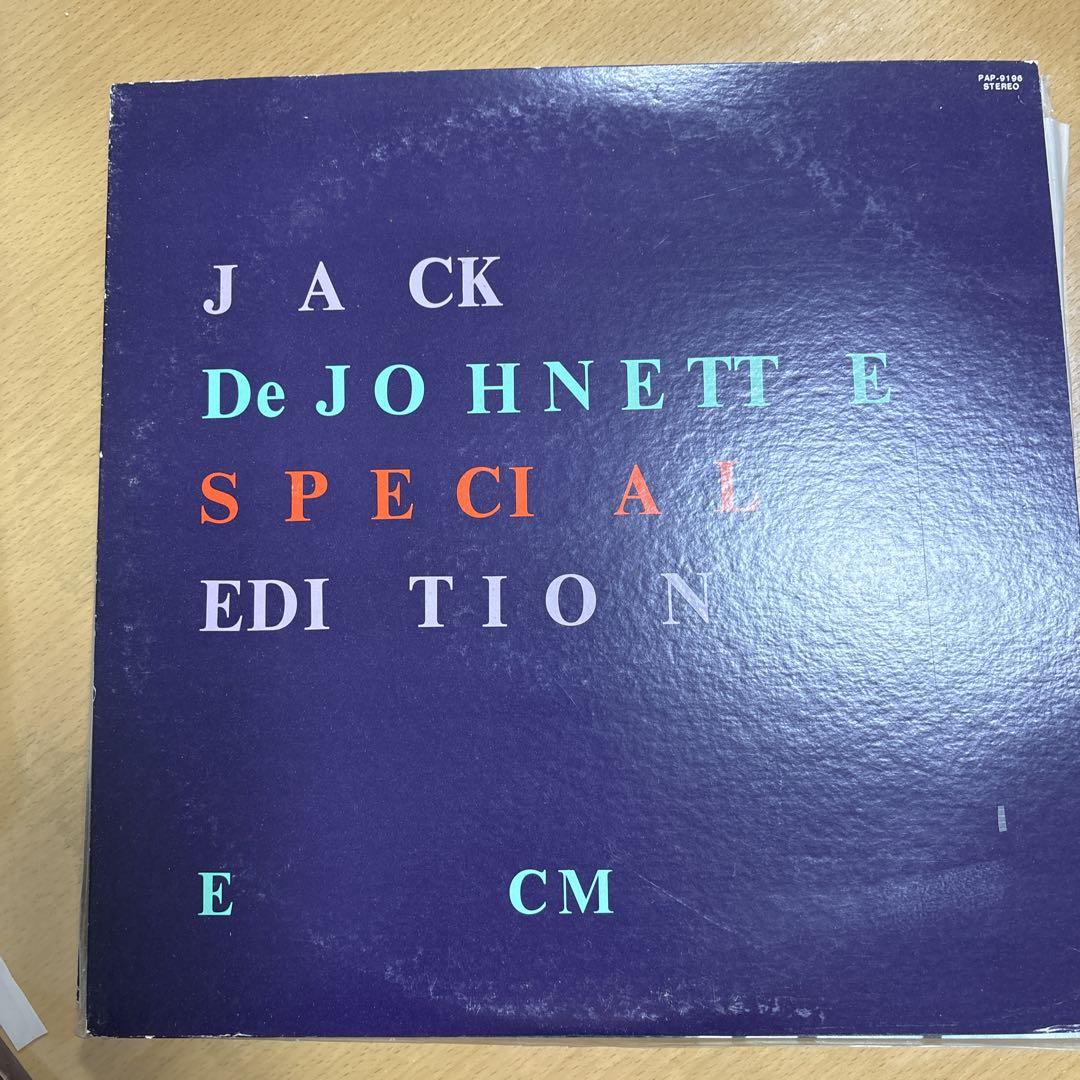 PAP-9196
STEREO
JACK
DeJOHNETTE
SPECIAL
EDITION
ECM